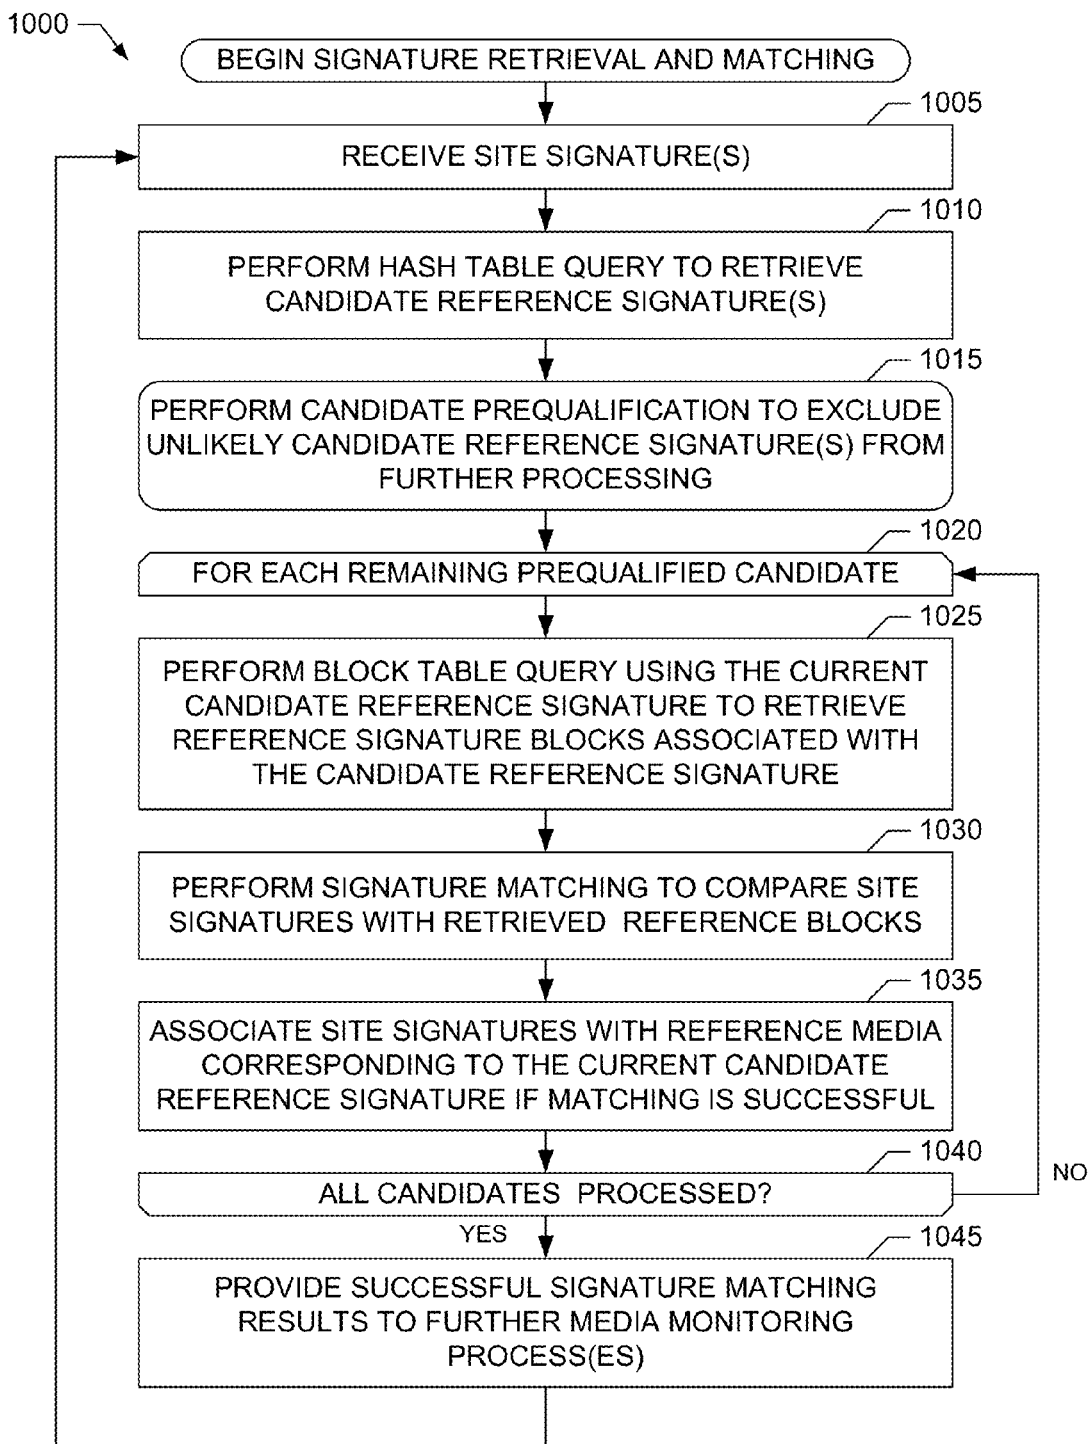 1000
BEGIN SIGNATURE RETRIEVAL AND MATCHING
1005
RECEIVE SITE SIGNATURE(S)
1010
PERFORM HASH TABLE QUERY TO RETRIEVE
CANDIDATE REFERENCE SIGNATURE(S)
1015
PERFORM CANDIDATE PREQUALIFICATION TO EXCLUDE
UNLIKELY CANDIDATE REFERENCE SIGNATURE(S) FROM
FURTHER PROCESSING
1020
FOR EACH REMAINING PREQUALIFIED CANDIDATE
1025
PERFORM BLOCK TABLE QUERY USING THE CURRENT
CANDIDATE REFERENCE SIGNATURE TO RETRIEVE
REFERENCE SIGNATURE BLOCKS ASSOCIATED WITH
THE CANDIDATE REFERENCE SIGNATURE
1030
PERFORM SIGNATURE MATCHING TO COMPARE SITE
SIGNATURES WITH RETRIEVED REFERENCE BLOCKS
1035
ASSOCIATE SITE SIGNATURES WITH REFERENCE MEDIA
CORRESPONDING TO THE CURRENT CANDIDATE
REFERENCE SIGNATURE IF MATCHING IS SUCCESSFUL
1040
ALL CANDIDATES PROCESSED?
NO
YES
1045
PROVIDE SUCCESSFUL SIGNATURE MATCHING
RESULTS TO FURTHER MEDIA MONITORING
PROCESS(ES)